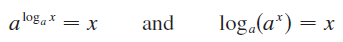 a^{log_a x} = x and log_a(a^x) = x